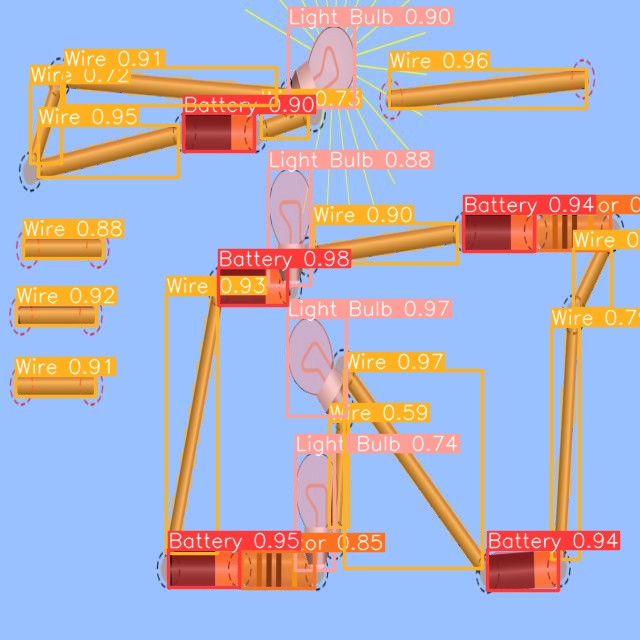 Light Bulb 0.90
Wire 0.91
Wire 0.72
Wire 0.96
Battery 0.90
0.73
Wire 0.95
Light Bulb 0.88
Battery 0.94
or 0
Wire 0.90
Wire 0.88
Wire 0.
Battery 0.98
Wire 0.93
Wire 0.92
Light Bulb 0.97
Wire 0.7
Wire 0.97
Wire 0.91
Wire 0.59
Light Bulb 0.74
Battery 0.95
or 0.85
Battery 0.94